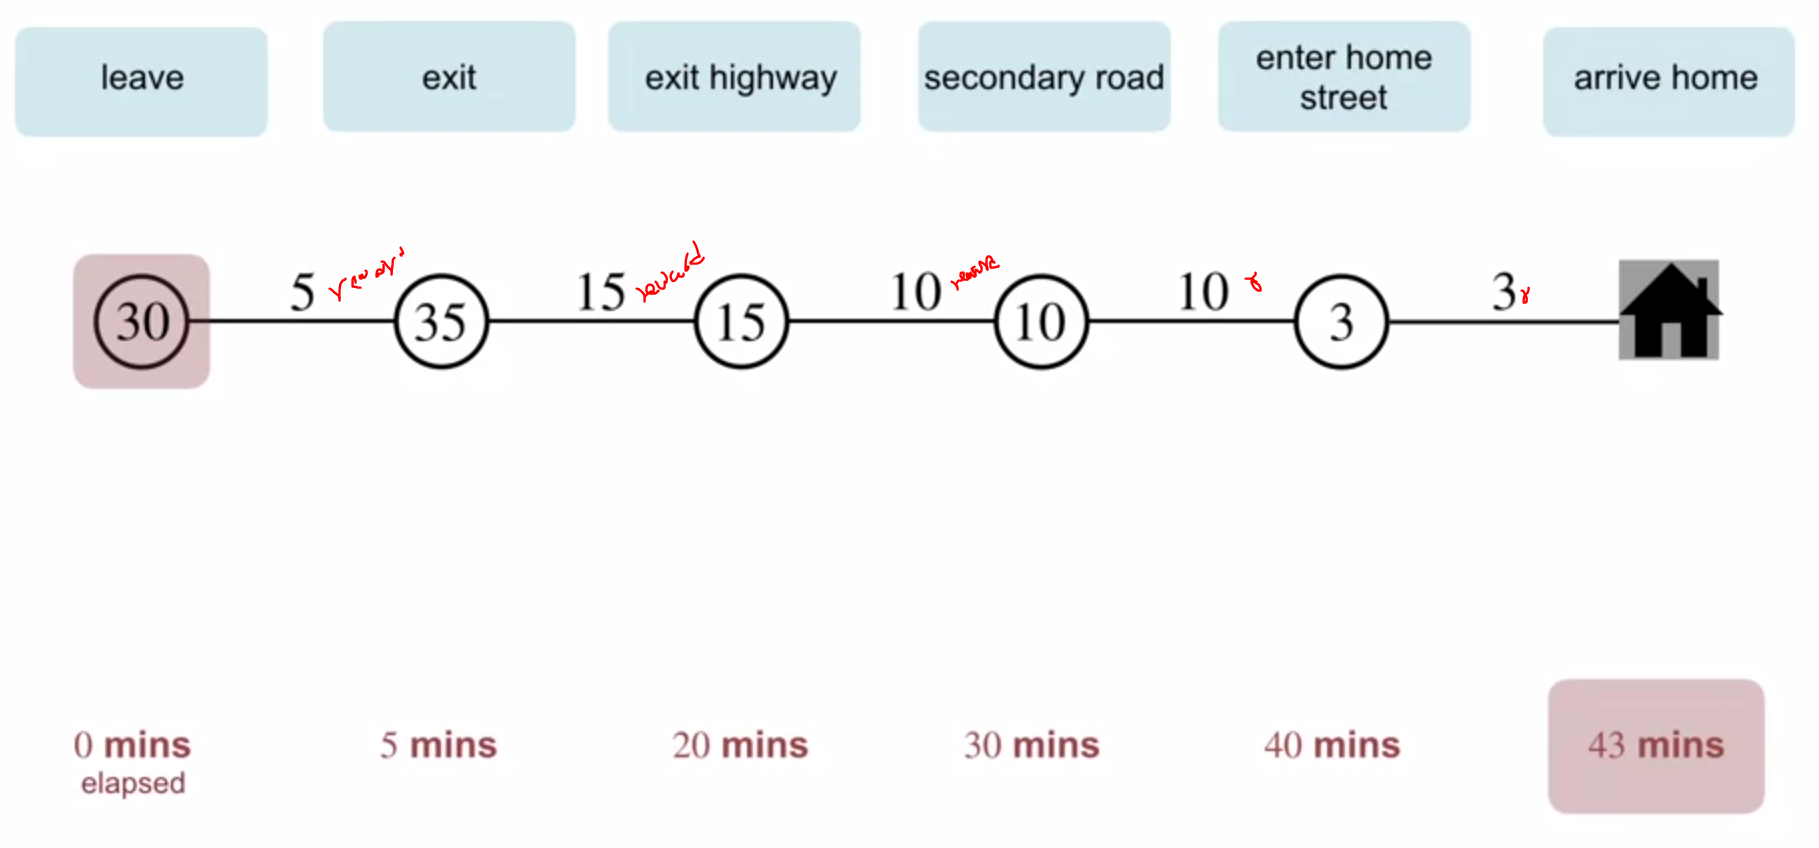 leave
exit
exit highway
secondary road
enter home
street
arrive home
30
5
35
15 reward
15
10
10
10 r
3
3 r
0 mins
elapsed
5 mins
20 mins
30 mins
40 mins
43 mins